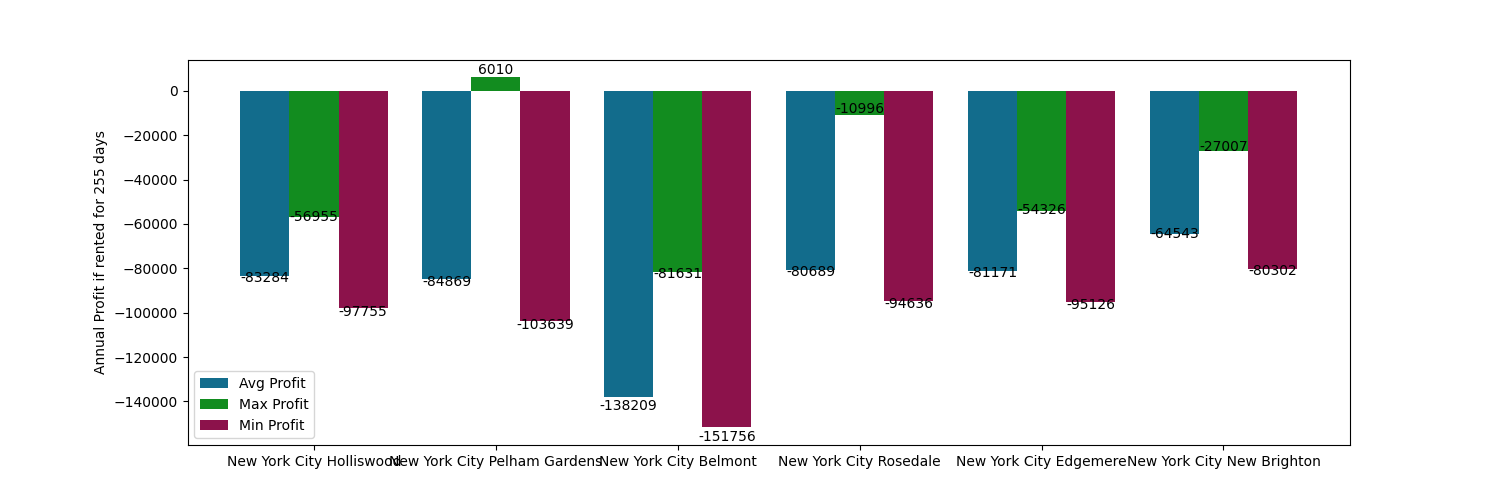 6010
0
-10996
−20000
-27007
−40000
-56955
-54326
−60000
-64543
−80000
-83284
-84869
-81631
-80689
-81171
-80302
-97755
-94636
-95126
−100000
-103639
−120000
−140000
-138209
-151756
Annual Profit if rented for 255 days
Avg Profit
Max Profit
Min Profit
New York City Holliswood
New York City Pelham Gardens
New York City Belmont
New York City Rosedale
New York City Edgemere
New York City New Brighton